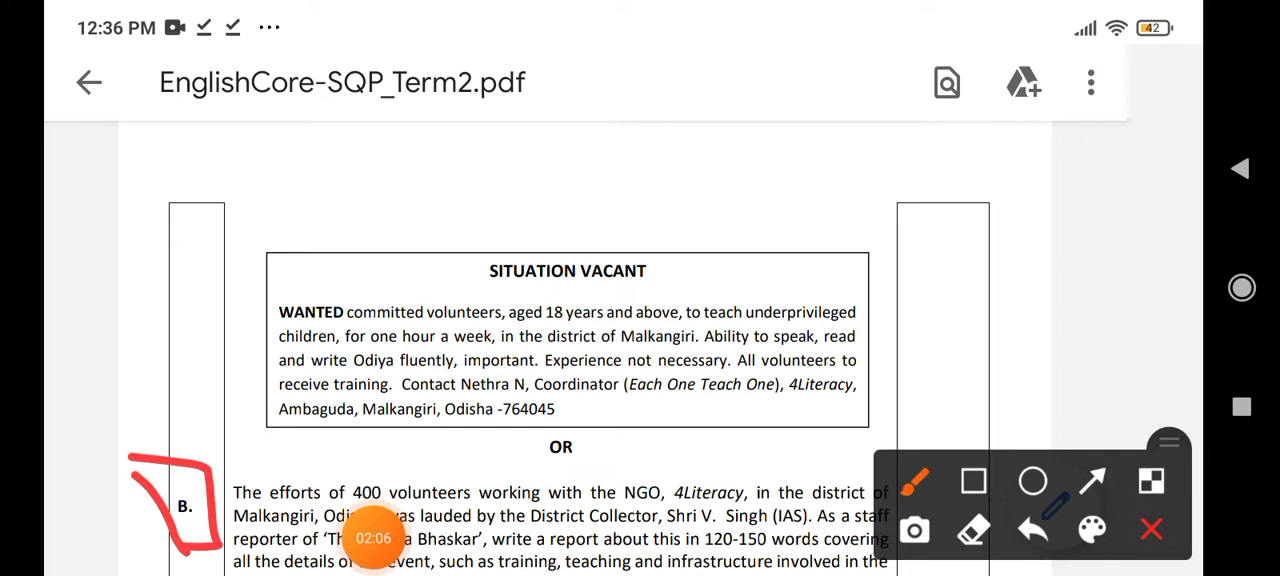 12:36 PM
42
EnglishCore-SQP_Term2.pdf
SITUATION VACANT
WANTED committed volunteers, aged 18 years and above, to teach underprivileged
children, for one hour a week, in the district of Malkangiri. Ability to speak, read
and write Odiya fluently, important. Experience not necessary. All volunteers to
receive training. Contact Nethra N, Coordinator (Each One Teach One), 4Literacy,
Ambaguda, Malkangiri, Odisha -764045
OR
B.
The efforts of 400 volunteers working with the NGO, 4Literacy, in the district of
Malkangiri, was lauded by the District Collector, Shri V. Singh (IAS). As a staff
reporter of Bhaskar’, write a report about this in 120-150 words covering
all the details of event, such as training, teaching and infrastructure involved in the
02:06